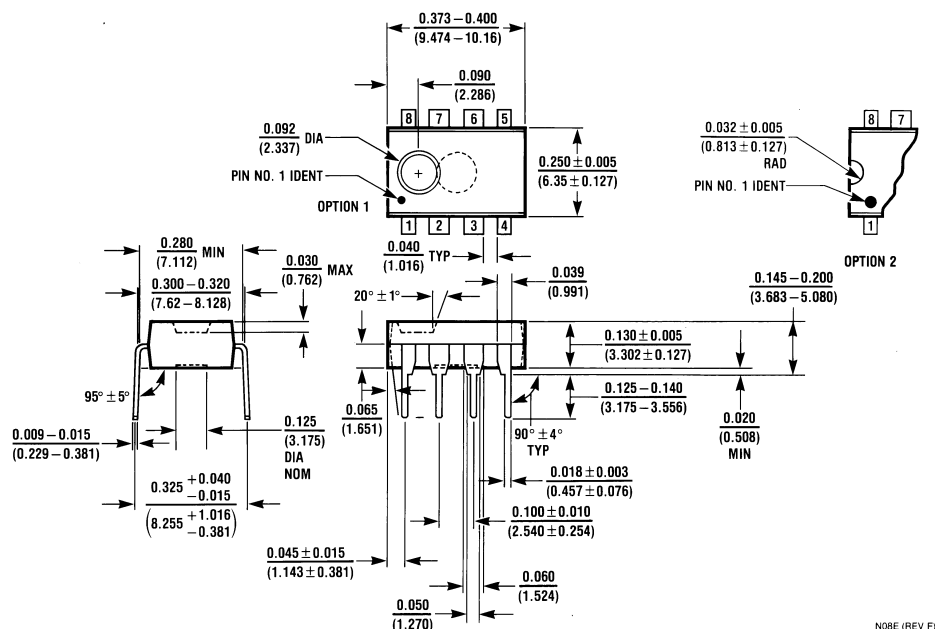 0.373 – 0.400
(9.474 – 10.16)
0.090
(2.286)
8 7 6 5
0.092 DIA
(2.337)
PIN NO. 1 IDENT
OPTION 1
+
0.250 ± 0.005
(6.35 ± 0.127)
1 2 3 4
0.032 ± 0.005
(0.813 ± 0.127)
RAD
PIN NO. 1 IDENT
8 7
1
OPTION 2
0.280 MIN
(7.112)
0.300 – 0.320
(7.62 – 8.128)
0.030 MAX
(0.762)
0.040 TYP
(1.016)
20° ± 1°
0.039
(0.991)
0.145 – 0.200
(3.683 – 5.080)
0.130 ± 0.005
(3.302 ± 0.127)
0.125 – 0.140
(3.175 – 3.556)
0.020
(0.508)
MIN
95° ± 5°
0.009 – 0.015
(0.229 – 0.381)
0.125
(3.175)
DIA
NOM
0.065
(1.651)
90° ± 4°
TYP
0.018 ± 0.003
(0.457 ± 0.076)
0.325 +0.040
−0.015
(8.255 +1.016
−0.381)
0.100 ± 0.010
(2.540 ± 0.254)
0.045 ± 0.015
(1.143 ± 0.381)
0.060
(1.524)
0.050
(1.270)
N08E (REV F)